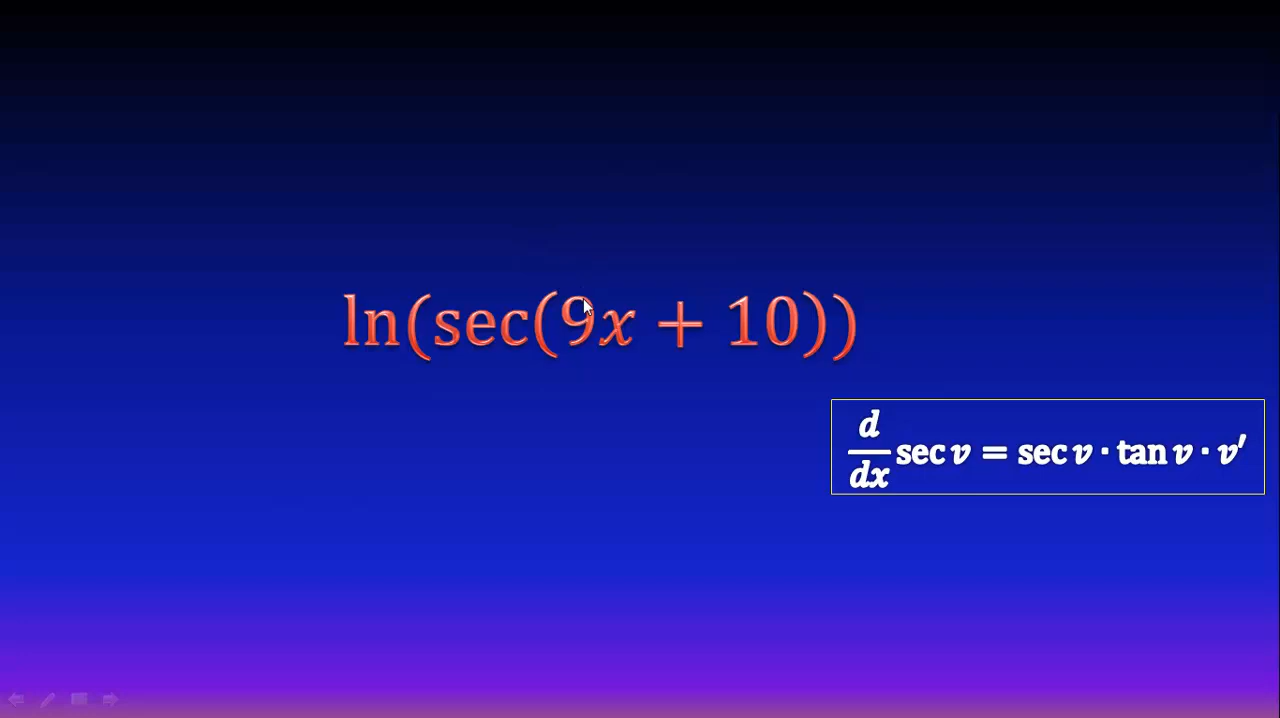 ln(sec(9x + 10))
d/dx sec v = sec v · tan v · v′